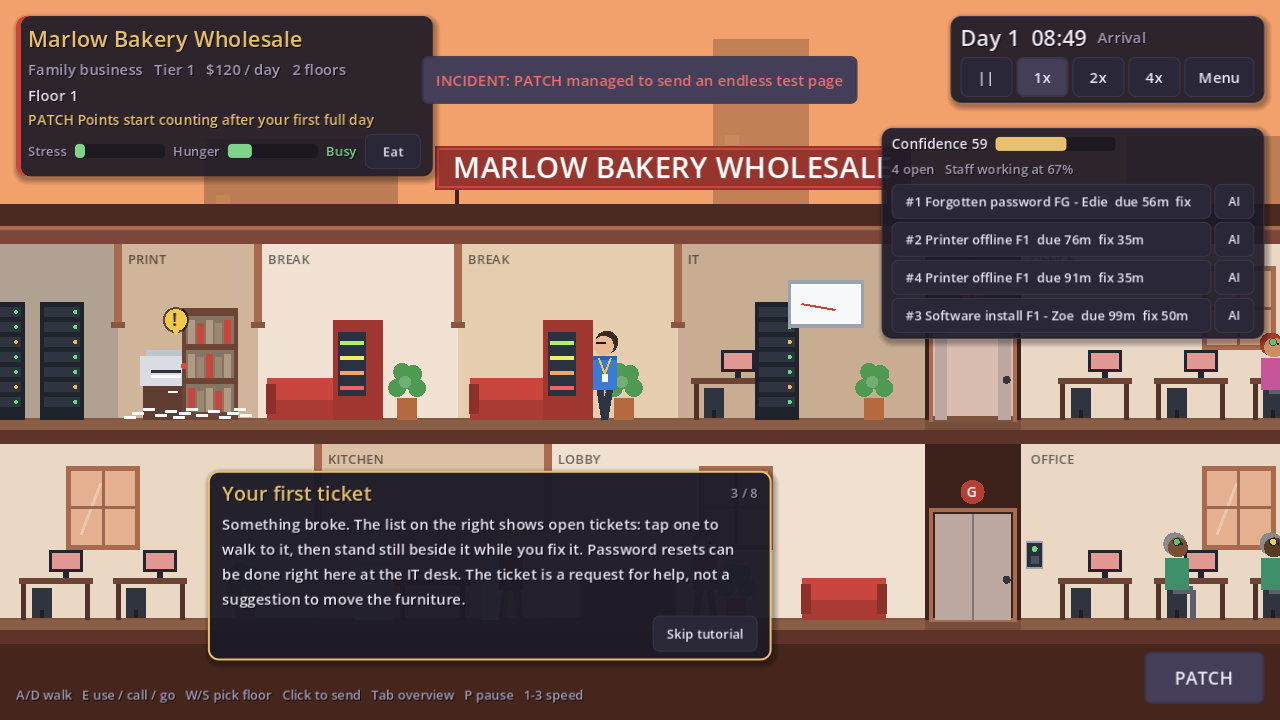 Marlow Bakery Wholesale
Family business Tier 1 $120 / day 2 floors
Floor 1
PATCH Points start counting after your first full day
Stress Hunger Busy Eat
INCIDENT: PATCH managed to send an endless test page
Day 1 08:49 Arrival
|| 1x 2x 4x Menu
MARLOW BAKERY WHOLESALE
Confidence 59
4 open Staff working at 67%
#1 Forgotten password FG - Edie due 56m fix AI
#2 Printer offline F1 due 76m fix 35m AI
#4 Printer offline F1 due 91m fix 35m AI
#3 Software install F1 - Zoe due 99m fix 50m AI
PRINT BREAK BREAK IT
!
KITCHEN LOBBY OFFICE
G
Your first ticket 3 / 8
Something broke. The list on the right shows open tickets: tap one to
walk to it, then stand still beside it while you fix it. Password resets can
be done right here at the IT desk. The ticket is a request for help, not a
suggestion to move the furniture.
Skip tutorial
PATCH
A/D walk E use / call / go W/S pick floor Click to send Tab overview P pause 1-3 speed